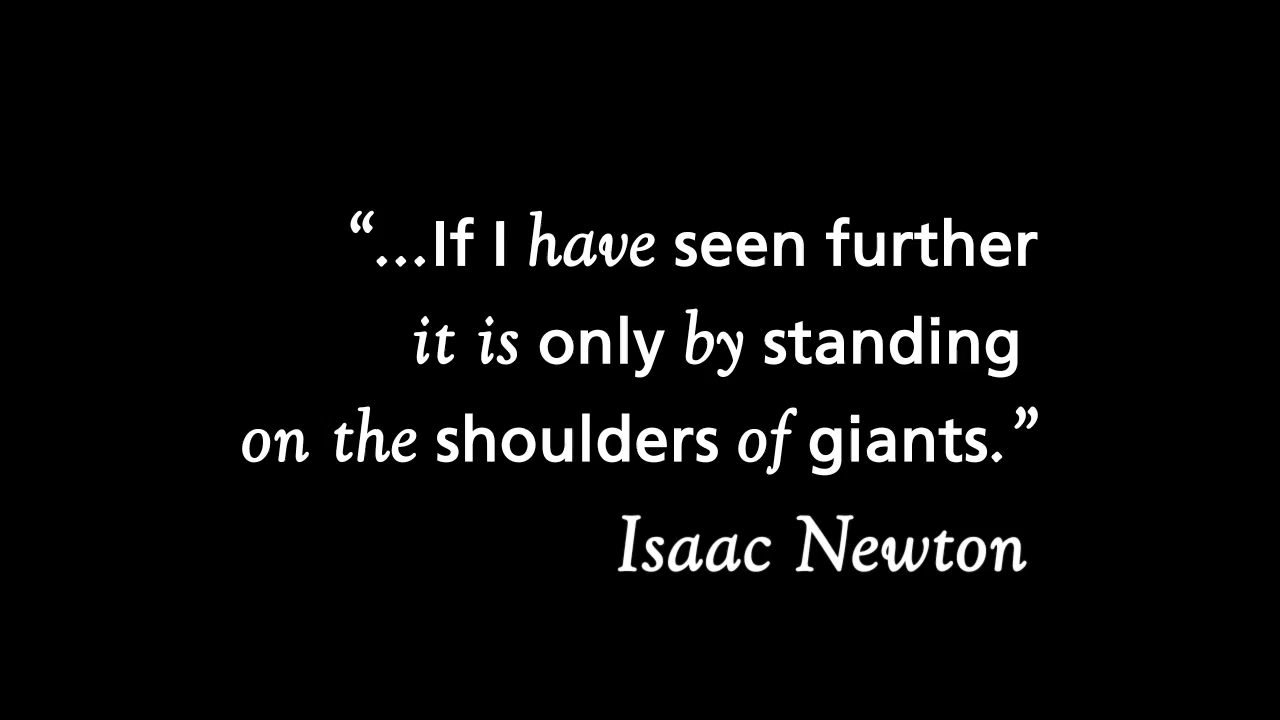 “...If I have seen further
it is only by standing
on the shoulders of giants.”
Isaac Newton